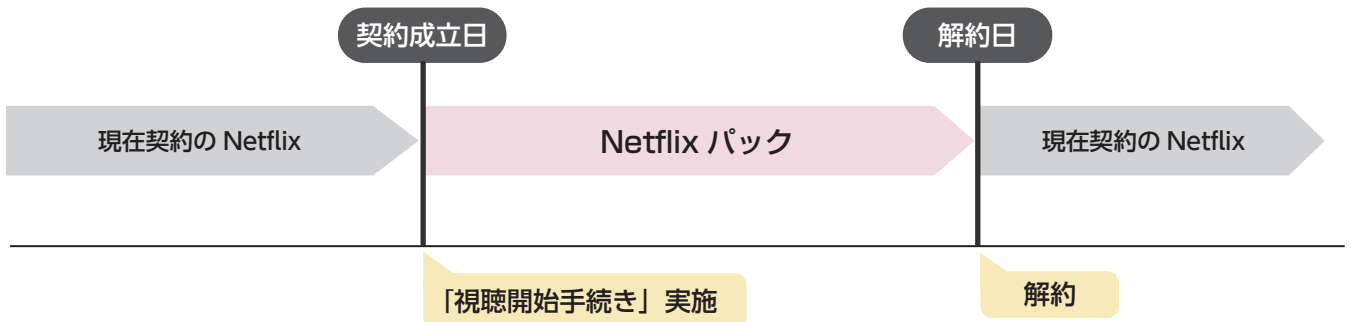 契約成立日
解約日
現在契約の Netflix
Netflix パック
現在契約の Netflix
「視聴開始手続き」実施
解約